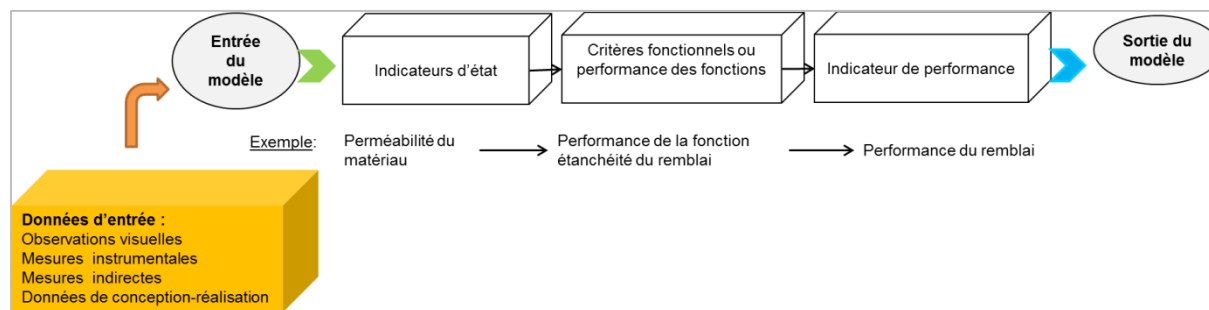 Entrée
du
modèle
Indicateurs d'état
Critères fonctionnels ou
performance des fonctions
Indicateur de performance
Sortie du
modèle
Exemple:
Perméabilité du
matériau
Performance de la fonction
étanchéité du remblai
Performance du remblai
Données d'entrée :
Observations visuelles
Mesures instrumentales
Mesures indirectes
Données de conception-réalisation